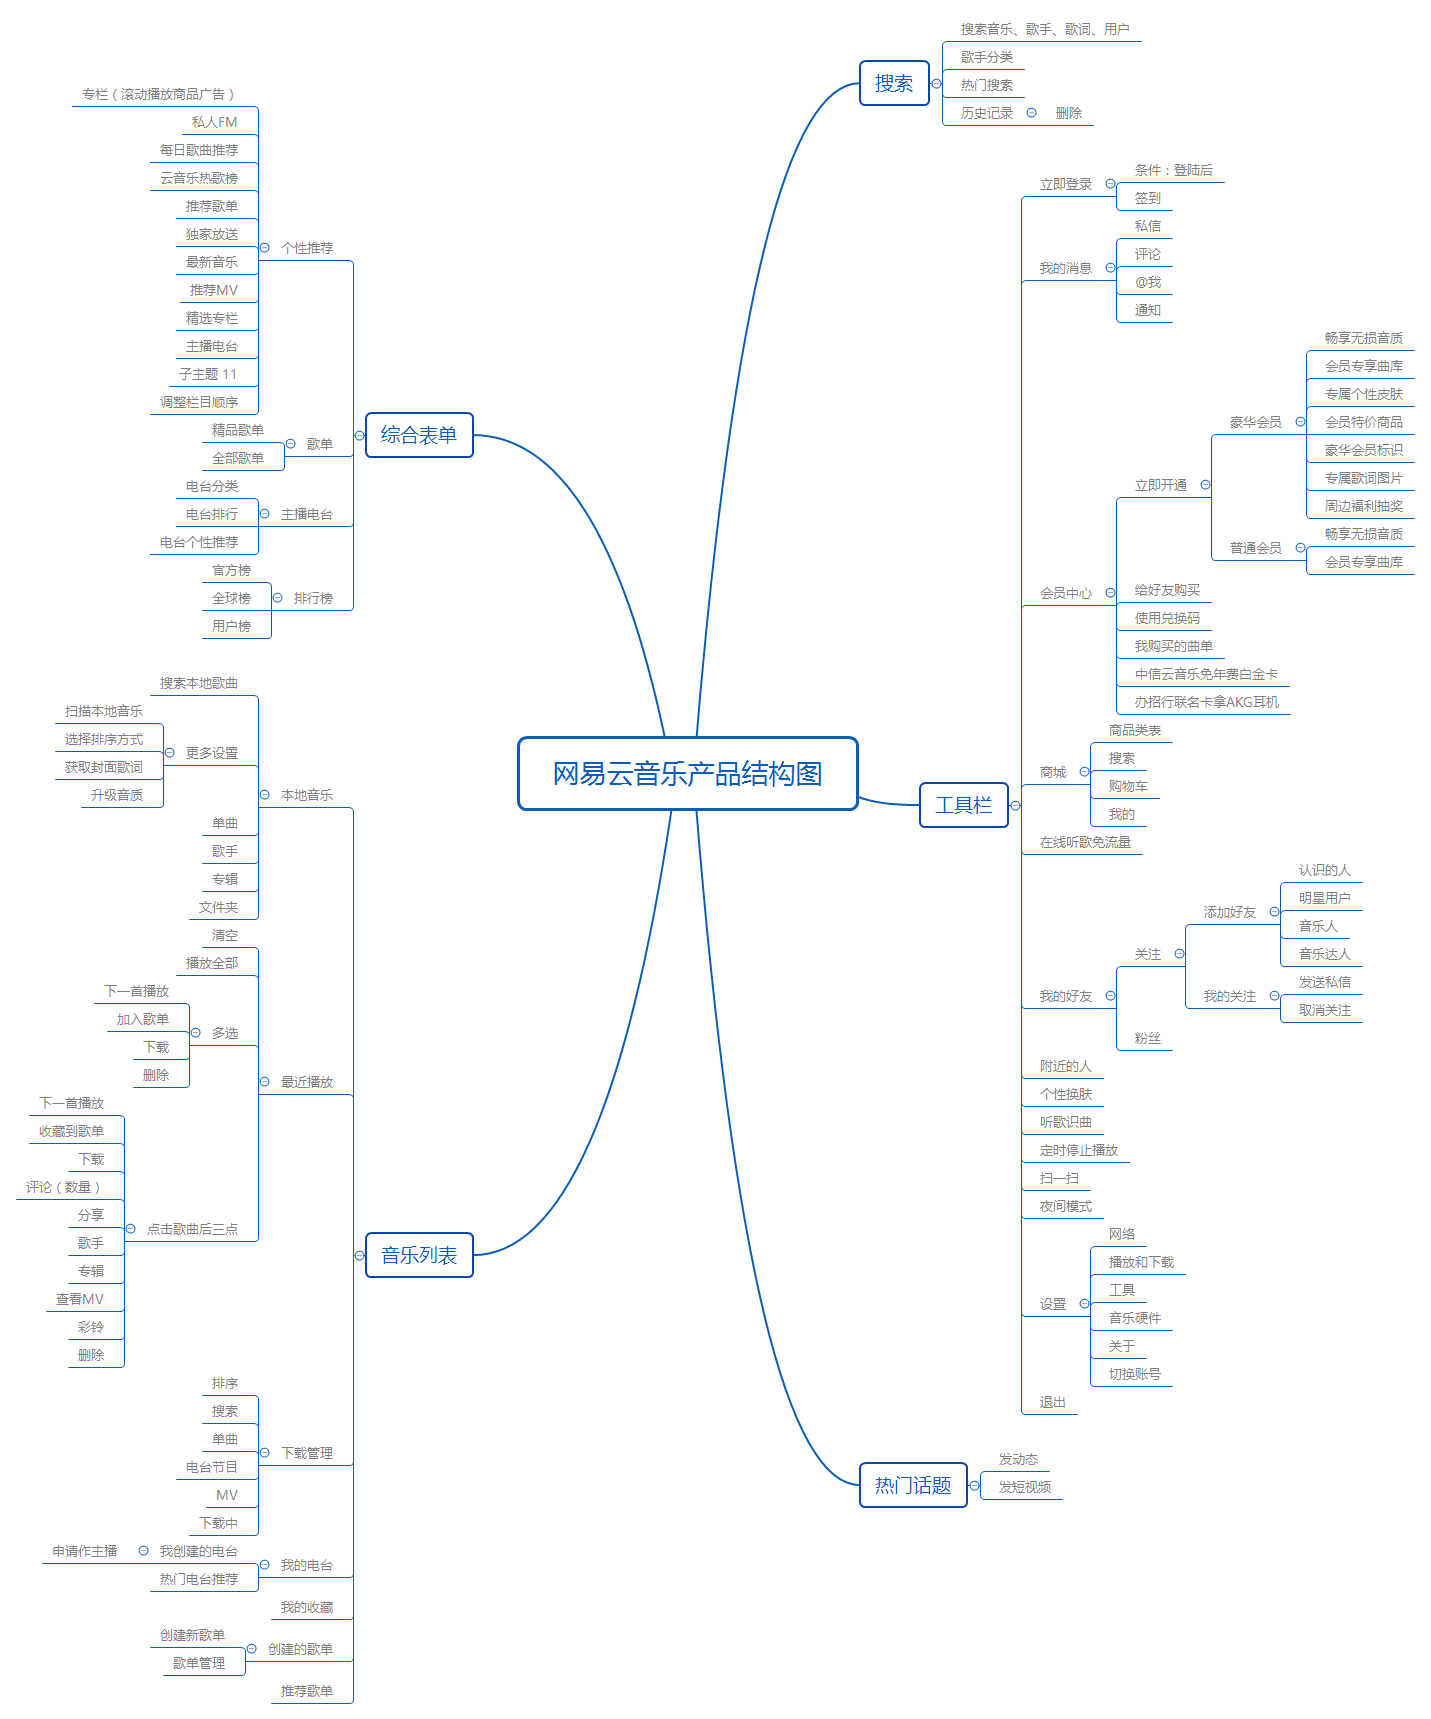 网易云音乐产品结构图
搜索
搜索音乐、歌手、歌词、用户
歌手分类
热门搜索
历史记录
删除
工具栏
立即登录
条件：登陆后
签到
我的消息
私信
评论
@我
通知
会员中心
立即开通
豪华会员
畅享无损音质
会员专享曲库
专属个性皮肤
会员特价商品
豪华会员标识
专属歌词图片
周边福利抽奖
普通会员
畅享无损音质
会员专享曲库
给好友购买
使用兑换码
我购买的曲单
中信云音乐免年费白金卡
办招行联名卡拿AKG耳机
商城
商品类表
搜索
购物车
我的
在线听歌免流量
我的好友
关注
添加好友
认识的人
明星用户
音乐人
音乐达人
我的关注
发送私信
取消关注
粉丝
附近的人
个性换肤
听歌识曲
定时停止播放
扫一扫
夜间模式
设置
网络
播放和下载
工具
音乐硬件
关于
切换账号
退出
热门话题
发动态
发短视频
综合表单
个性推荐
专栏（滚动播放商品广告）
私人FM
每日歌曲推荐
云音乐热歌榜
推荐歌单
独家放送
最新音乐
推荐MV
精选专栏
主播电台
子主题 11
调整栏目顺序
歌单
精品歌单
全部歌单
主播电台
电台分类
电台排行
电台个性推荐
排行榜
官方榜
全球榜
用户榜
音乐列表
本地音乐
搜索本地歌曲
更多设置
扫描本地音乐
选择排序方式
获取封面歌词
升级音质
单曲
歌手
专辑
文件夹
最近播放
清空
播放全部
多选
下一首播放
加入歌单
下载
删除
点击歌曲后三点
下一首播放
收藏到歌单
下载
评论（数量）
分享
歌手
专辑
查看MV
彩铃
删除
下载管理
排序
搜索
单曲
电台节目
MV
下载中
我的电台
我创建的电台
申请作主播
热门电台推荐
我的收藏
创建的歌单
创建新歌单
歌单管理
推荐歌单